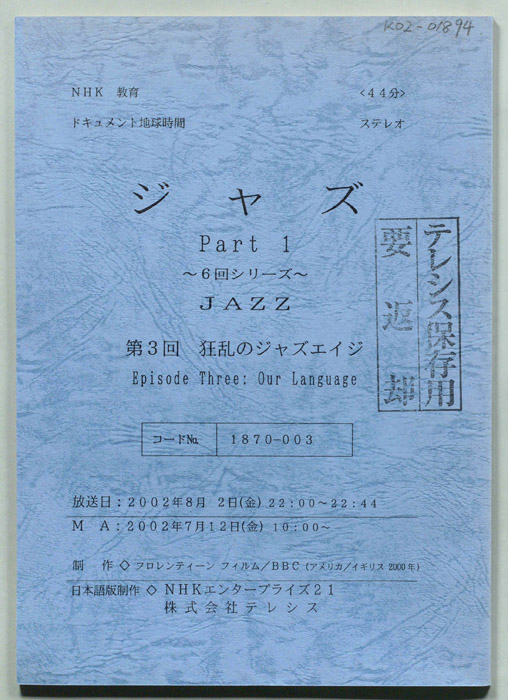 K02-01894
NHK 教育 <44分>
ドキュメント地球時間 ステレオ
ジャズ
Part 1
～6回シリーズ～
JAZZ
第3回 狂乱のジャズエイジ
Episode Three: Our Language
テレシス保存用
要返却
コード№ 1870-003
放送日:2002年8月 2日(金) 22:00～22:44
M A:2002年7月12日(金) 10:00～
制 作◇フロレンティーン フィルム/BBC(アメリカ/イギリス 2000年)
日本語版制作◇NHKエンタープライズ21
株式会社テレシス